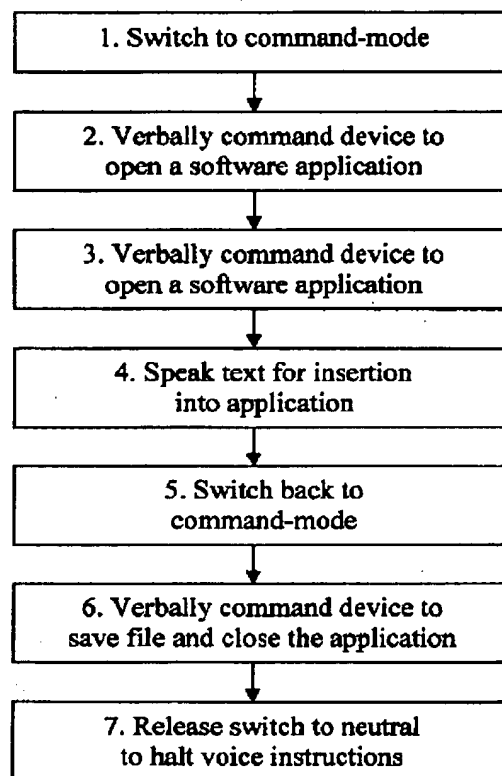 1. Switch to command-mode
2. Verbally command device to
open a software application
3. Verbally command device to
open a software application
4. Speak text for insertion
into application
5. Switch back to
command-mode
6. Verbally command device to
save file and close the application
7. Release switch to neutral
to halt voice instructions